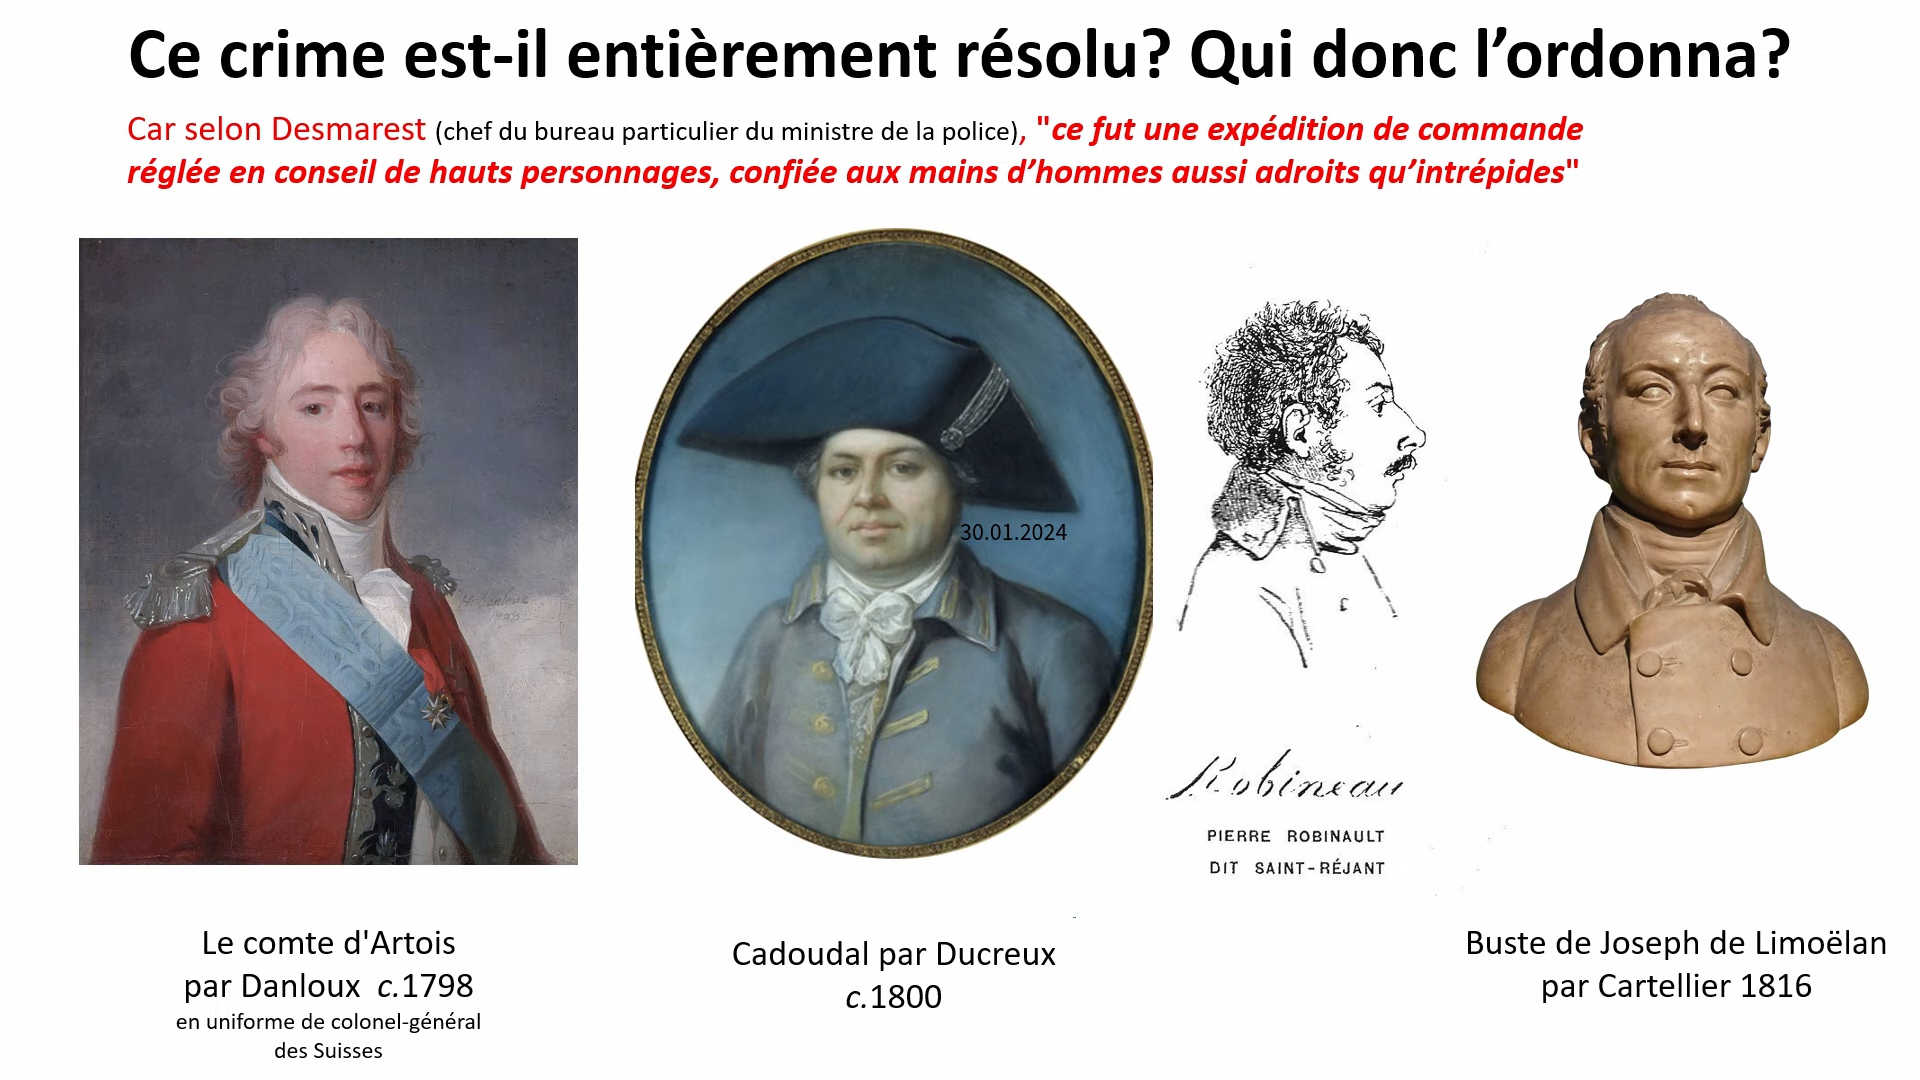 Ce crime est-il entièrement résolu? Qui donc l’ordonna?
Car selon Desmarest (chef du bureau particulier du ministre de la police), "ce fut une expédition de commande
réglée en conseil de hauts personnages, confiée aux mains d’hommes aussi adroits qu’intrépides"
30.01.2024
Robineau
PIERRE ROBINAULT
DIT SAINT-RÉJANT
Le comte d'Artois
par Danloux c.1798
en uniforme de colonel-général
des Suisses
Cadoudal par Ducreux
c.1800
Buste de Joseph de Limoëlan
par Cartellier 1816